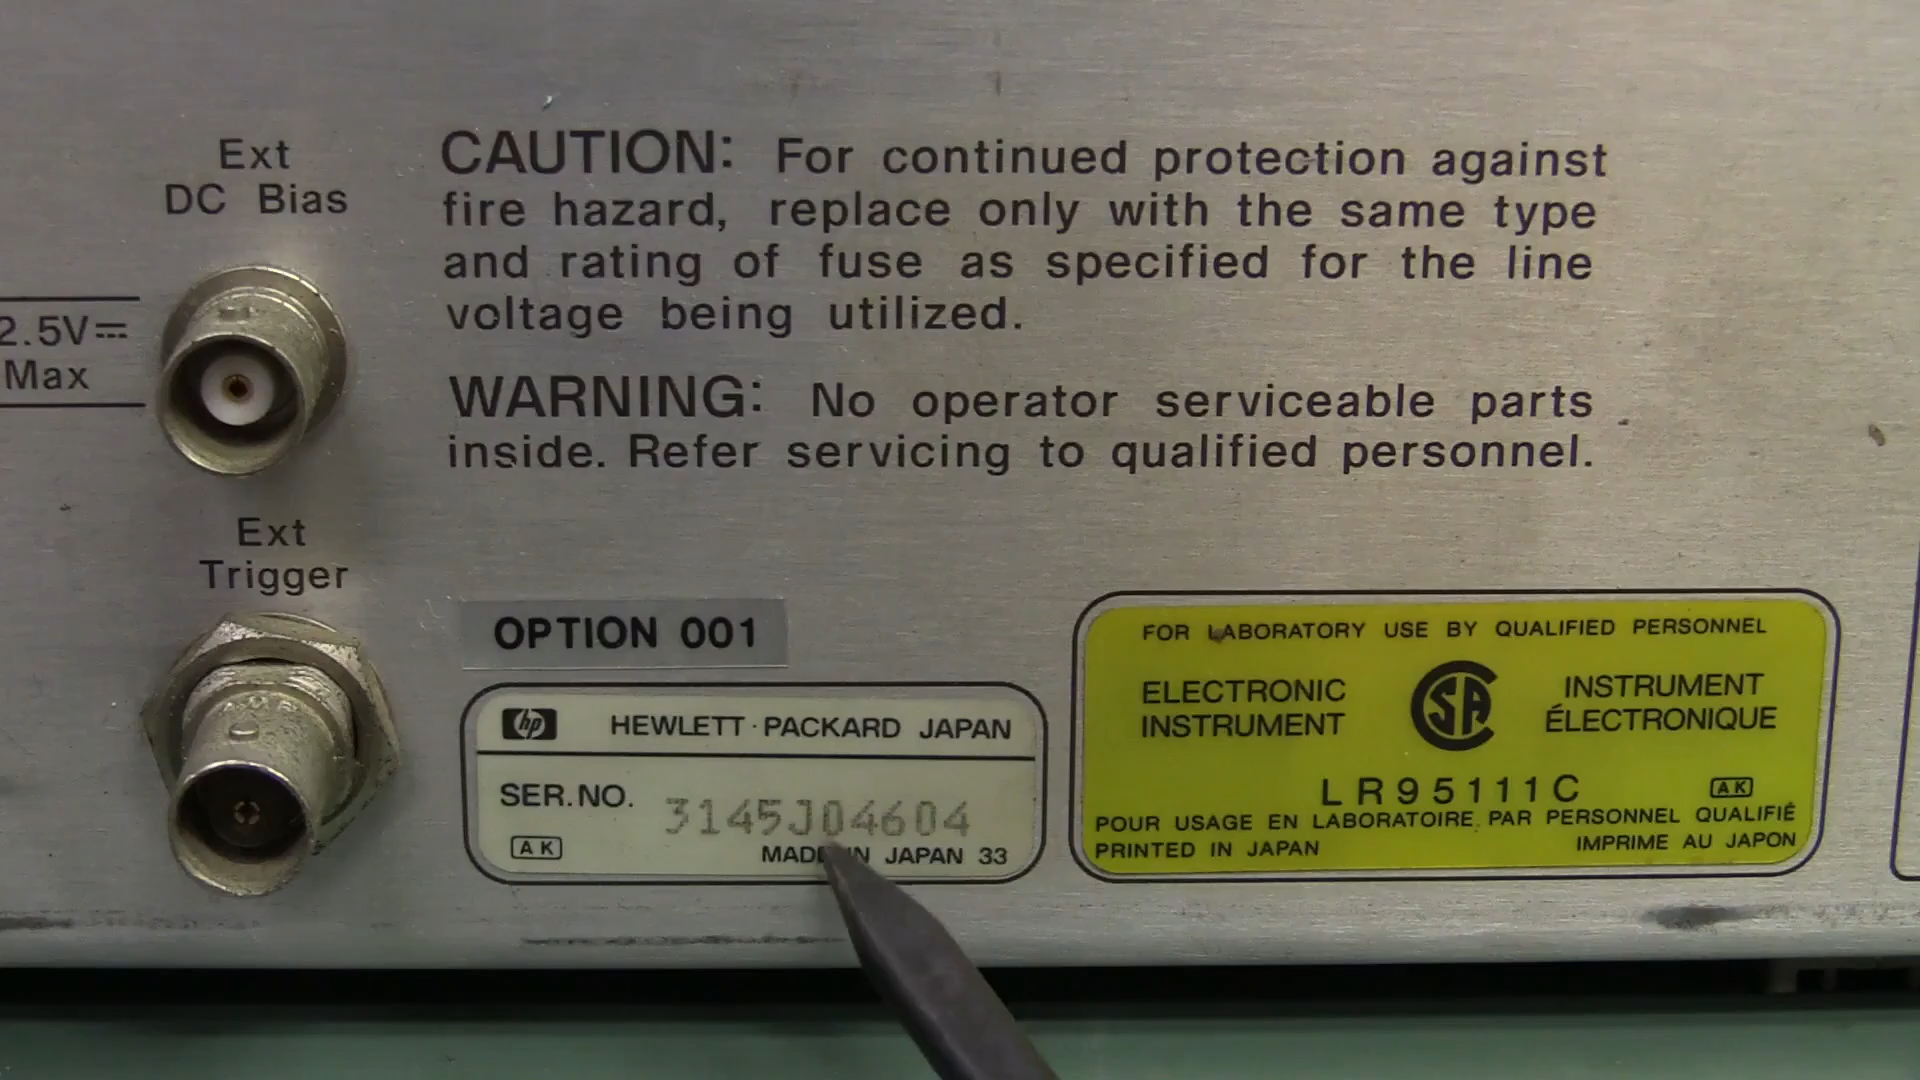 Ext
DC Bias
2.5V
Max
CAUTION: For continued protection against
fire hazard, replace only with the same type
and rating of fuse as specified for the line
voltage being utilized.
WARNING: No operator serviceable parts
inside. Refer servicing to qualified personnel.
Ext
Trigger
OPTION 001
hp HEWLETT·PACKARD JAPAN
SER.NO. 3145J04604
AK
MADE IN JAPAN 33
FOR LABORATORY USE BY QUALIFIED PERSONNEL
ELECTRONIC
INSTRUMENT
SA
INSTRUMENT
ÉLECTRONIQUE
LR95111C
AK
POUR USAGE EN LABORATOIRE PAR PERSONNEL QUALIFIÉ
PRINTED IN JAPAN
IMPRIME AU JAPON